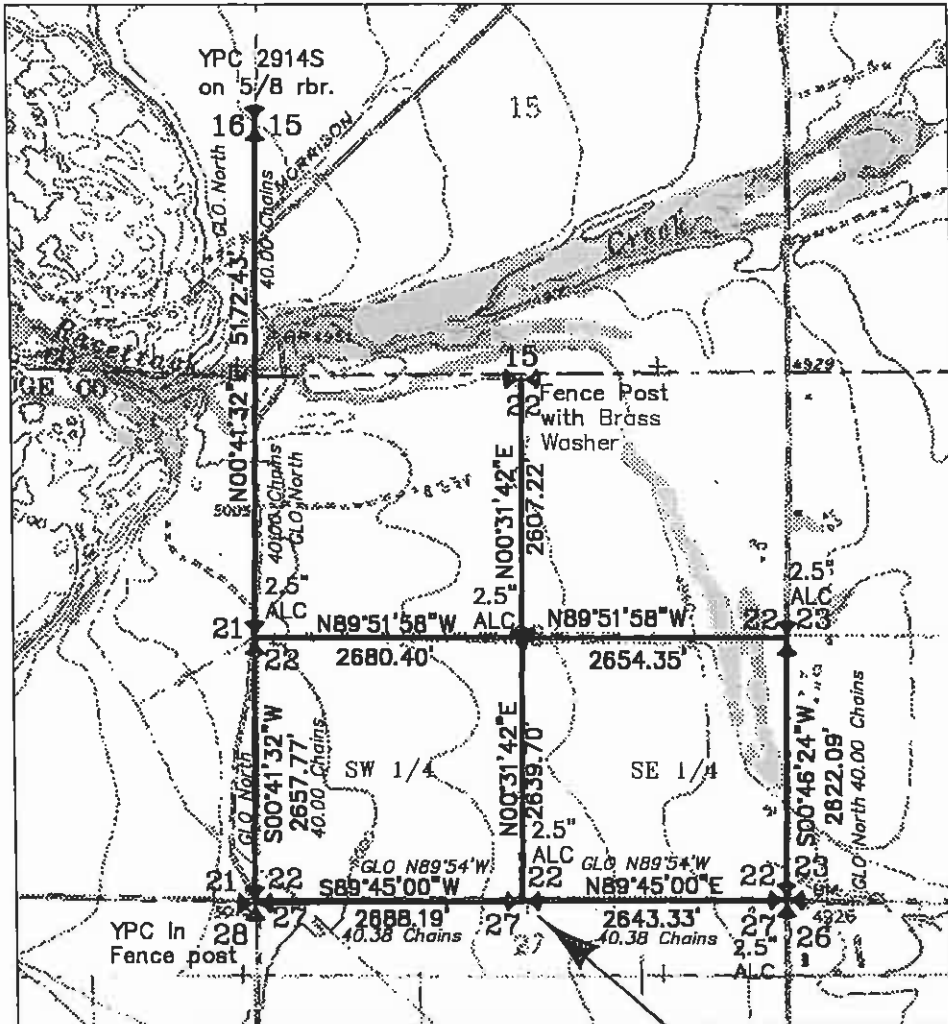 YPC 2914S
on 5/8 rbr.
16 15
15
MORRISON
GLO North
40.00 Chains
N00°41'32"E 5172.43'
Creek
Racetrack
GE CO
15
22 22
Fence Post
with Brass
Washer
4929
5005
40.00 Chains
GLO North
N00°31'42"E
2607.22
2.5"
ALC
2.5"
ALC
2.5"
ALC
21
22
N89°51'58"W
2680.40'
N89°51'58"W
2654.35'
22 23
GLO North
S00°41'32"W
2657.77'
40.00 Chains
SW 1/4
N00°31'42"E
2639.70'
SE 1/4
S00°46'24"W
2622.09'
GLO North 40.00 Chains
2.5"
ALC
GLO N89°54'W
GLO N89°54'W
21 22
S89°45'00"W
22
N89°45'00"E
22 23
BM
28
27
2688.19'
40.38 Chains
27
2643.33'
40.38 Chains
27
26
4926
YPC In
Fence post
2.5"
ALC